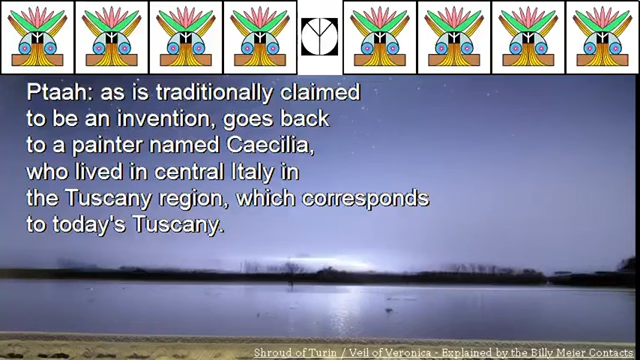 Ptaah: as is traditionally claimed
to be an invention, goes back
to a painter named Caecilia,
who lived in central Italy in
the Tuscany region, which corresponds
to today's Tuscany.
Shroud of Turin / Veil of Veronica - Explained by the Billy Meier Contacts